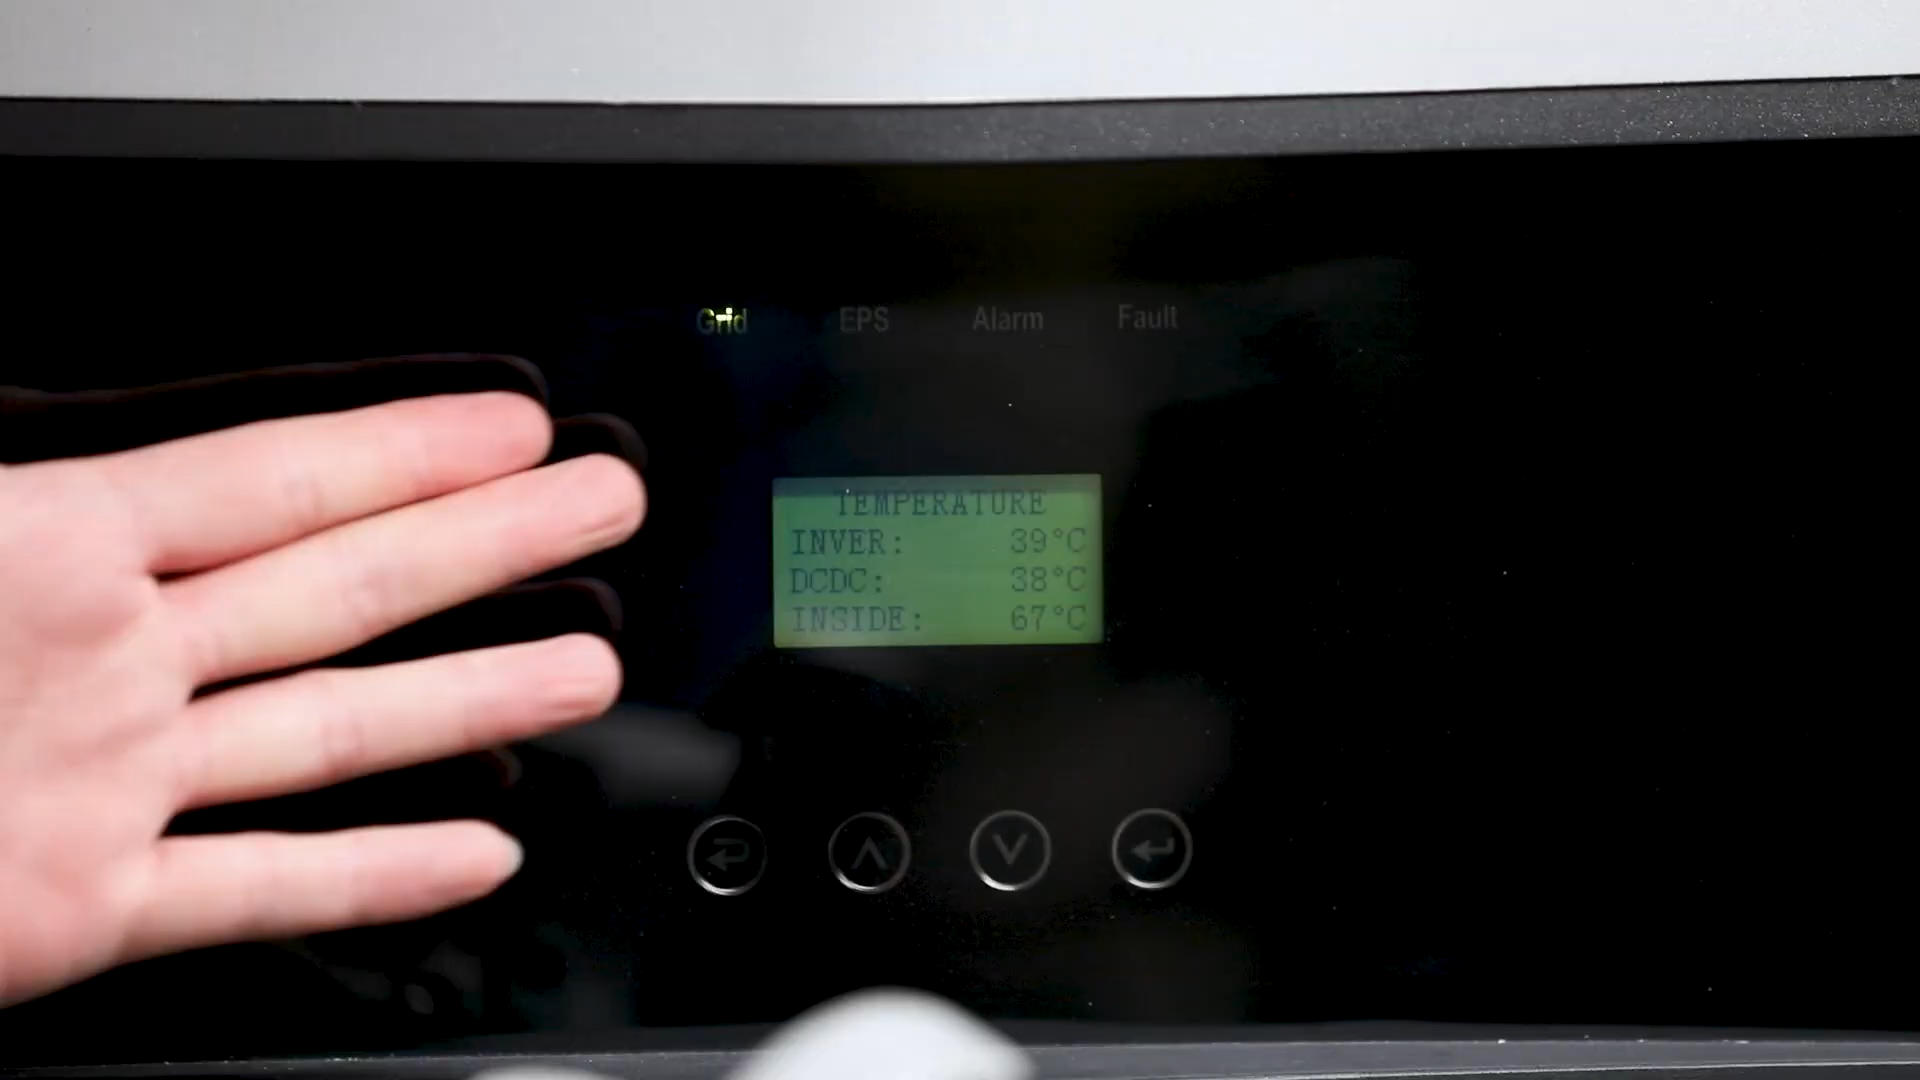 Grid EPS Alarm Fault
TEMPERATURE
INVER: 39°C
DCDC: 38°C
INSIDE: 67°C